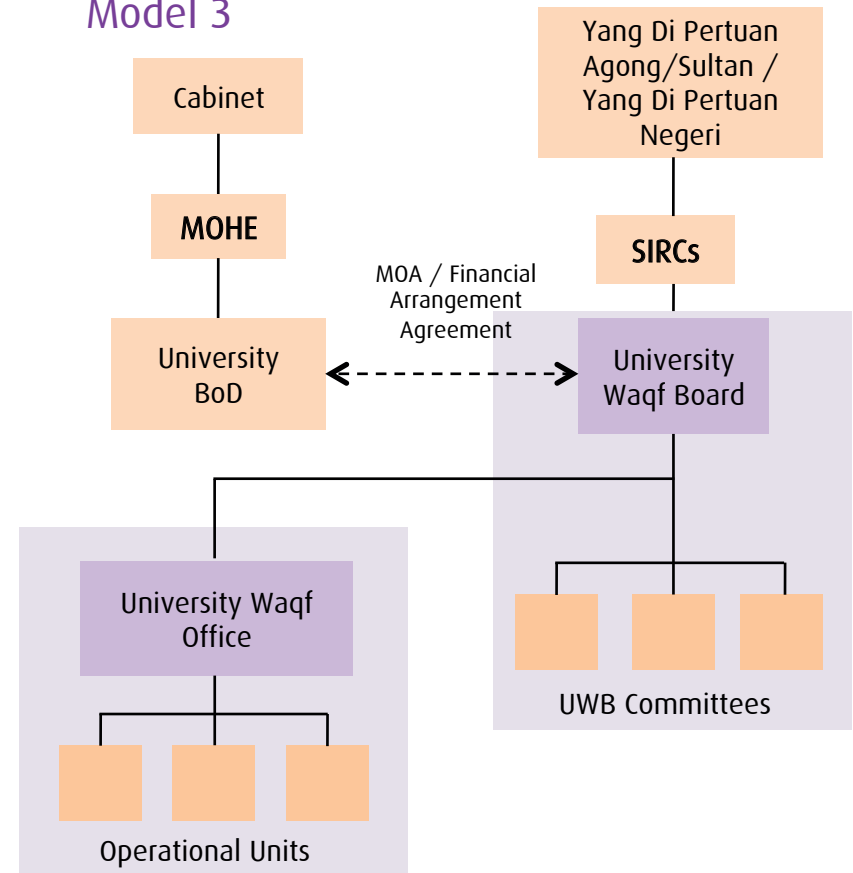 Model 3
Cabinet
MOHE
University
BoD
MOA / Financial
Arrangement
Agreement
Yang Di Pertuan
Agong/Sultan /
Yang Di Pertuan
Negeri
SIRCs
University
Waqf Board
UWB Committees
University Waqf
Office
Operational Units